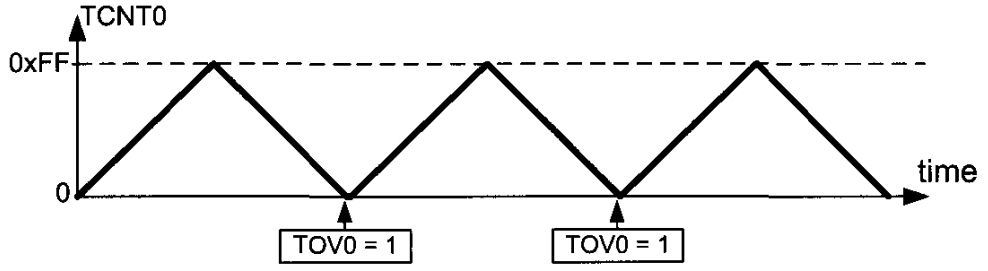 TCNT0
0xFF
0
time
TOV0 = 1
TOV0 = 1